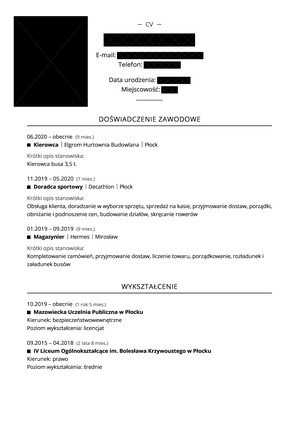 — CV —
E-mail:
Telefon:
Data urodzenia:
Miejscowość:
DOŚWIADCZENIE ZAWODOWE
06.2020 – obecnie (9 mies.)
Kierowca | Elgrom Hurtownia Budowlana | Płock
Krótki opis stanowiska:
Kierowca busa 3,5 t.
11.2019 – 05.2020 (7 mies.)
Doradca sportowy | Decathlon | Płock
Krótki opis stanowiska:
Obsługa klienta, doradzanie w wyborze sprzętu, sprzedaż na kasie, przyjmowanie dostaw, porządki,
obniżanie i podnoszenie cen, budowanie działów, skręcanie rowerów
01.2019 – 09.2019 (9 mies.)
Magazynier | Hermes | Mirosław
Krótki opis stanowiska:
Kompletowanie zamówień, przyjmowanie dostaw, liczenie towaru, porządkowanie, rozładunek i
załadunek busów
WYKSZTAŁCENIE
10.2019 – obecnie (1 rok 5 mies.)
Mazowiecka Uczelnia Publiczna w Płocku
Kierunek: bezpieczeństwowewnętrzne
Poziom wykształcenia: licencjat
09.2015 – 04.2018 (2 lata 8 mies.)
IV Liceum Ogólnokształcące im. Bolesława Krzywoustego w Płocku
Kierunek: prawo
Poziom wykształcenia: średnie